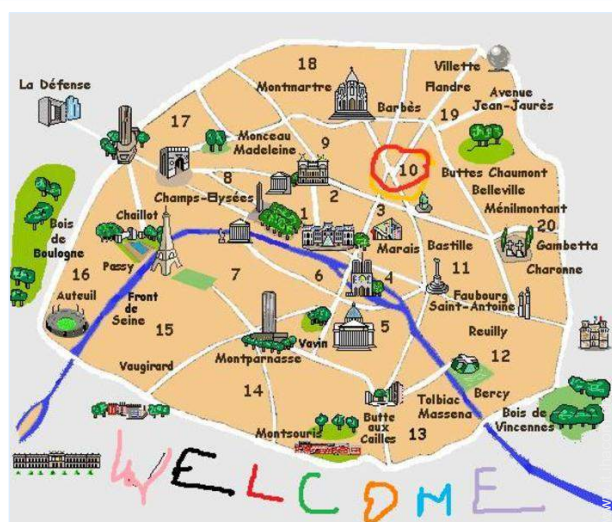 Villette
18
Flandre
Montmartre
Avenue
Jean-Jaurès
La Défense
Barbès
19
17
Monceau
Madeleine
9
10
Buttes Chaumont
8
Belleville
Champs-Elysées
2
Ménilmontant
1
3
20
Chaillot
Bois
de
Boulogne
Marais
Bastille
Gambetta
Passy
16
7
6
4
11
Charonne
Auteuil
Front
de
Seine
Faubourg
Saint-Antoine
15
5
Reuilly
Vavin
Vaugirard
Montparnasse
12
14
Bercy
Tolbiac
Massena
Butte
aux
Cailles
Bois de
Vincennes
Montsouris
13
WELCOME